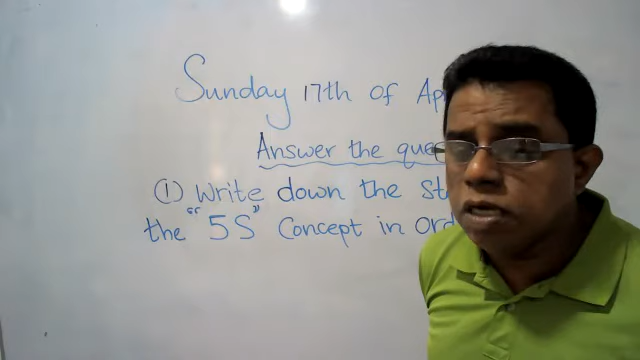 Sunday 17th of Ap
Answer the que
(1) Write down the St
the "5S" Concept in Ord